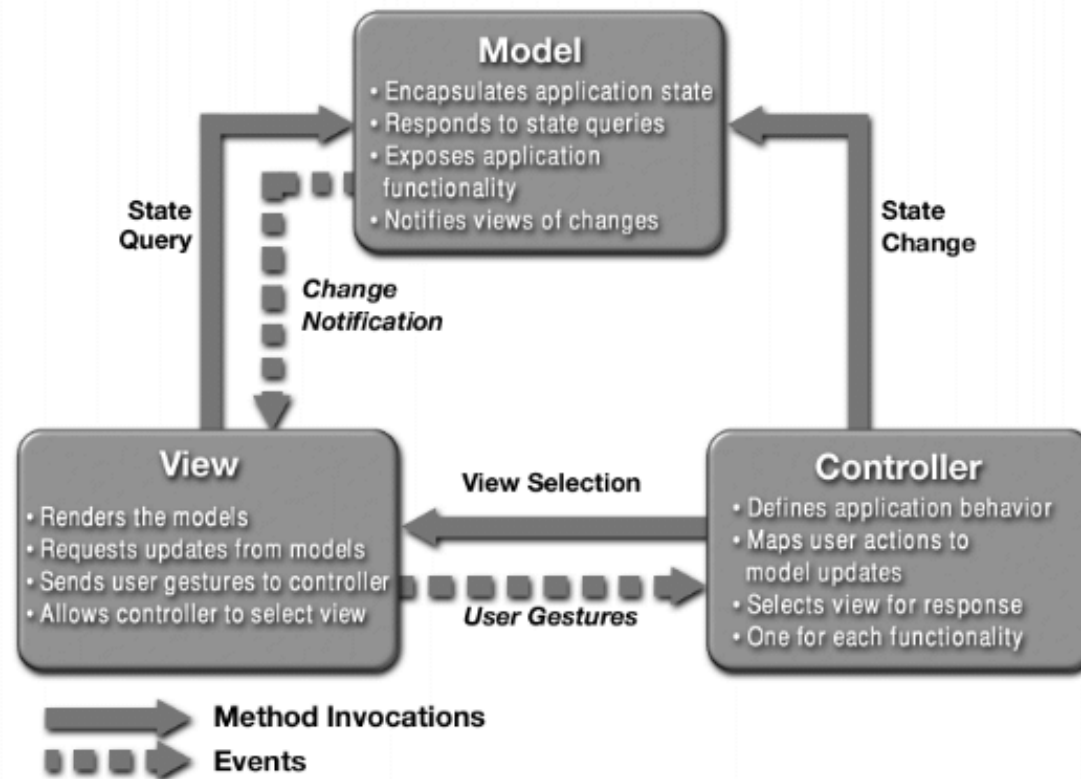 Model
• Encapsulates application state
• Responds to state queries
• Exposes application
functionality
• Notifies views of changes
State
Query
Change
Notification
State
Change
View
• Renders the models
• Requests updates from models
• Sends user gestures to controller
• Allows controller to select view
View Selection
User Gestures
Controller
• Defines application behavior
• Maps user actions to
model updates
• Selects view for response
• One for each functionality
Method Invocations
Events